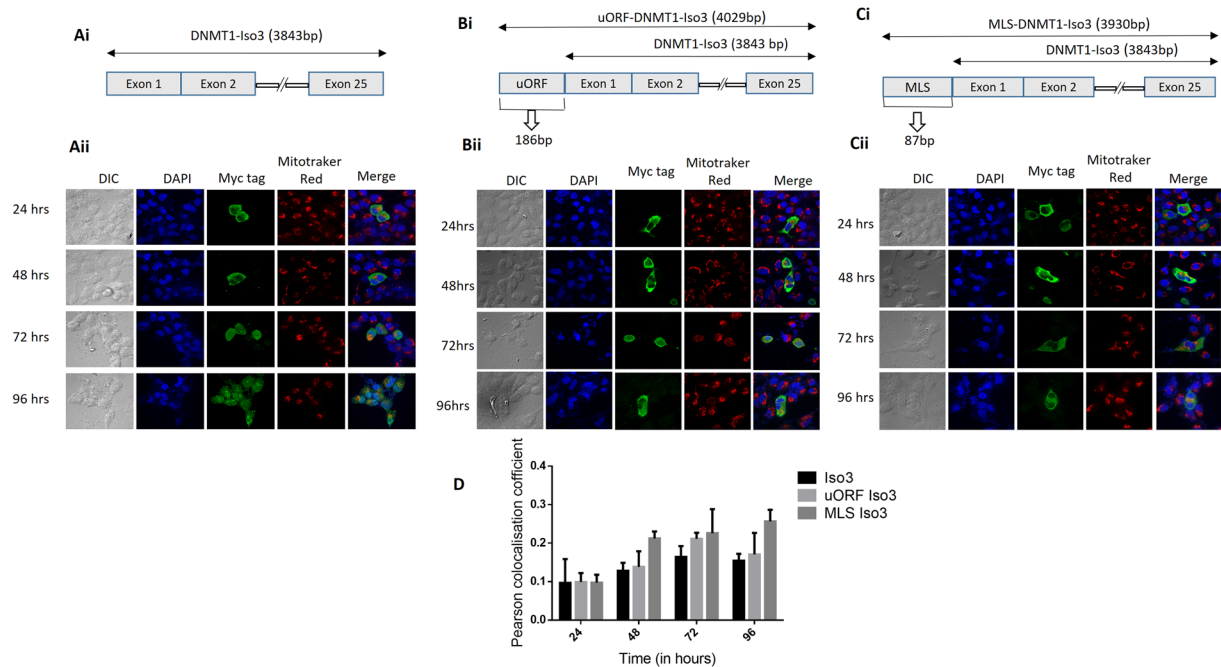 Ai
DNMT1-Iso3 (3843bp)
Exon 1 Exon 2 Exon 25
Aii
DIC DAPI Myc tag Mitotraker Red Merge
24 hrs
48 hrs
72 hrs
96 hrs
Bi
uORF-DNMT1-Iso3 (4029bp)
DNMT1-Iso3 (3843 bp)
uORF Exon 1 Exon 2 Exon 25
186bp
Bii
DIC DAPI Myc tag Mitotraker Red Merge
24hrs
48hrs
72hrs
96hrs
Ci
MLS-DNMT1-Iso3 (3930bp)
DNMT1-Iso3 (3843bp)
MLS Exon 1 Exon 2 Exon 25
87bp
Cii
DIC DAPI Myc tag Mitotraker Red Merge
24 hrs
48 hrs
72 hrs
96 hrs
D
Pearson colocalisation cofficient
0.4
0.3
0.2
0.1
0.0
24 48 72 96
Time (in hours)
Iso3
uORF Iso3
MLS Iso3